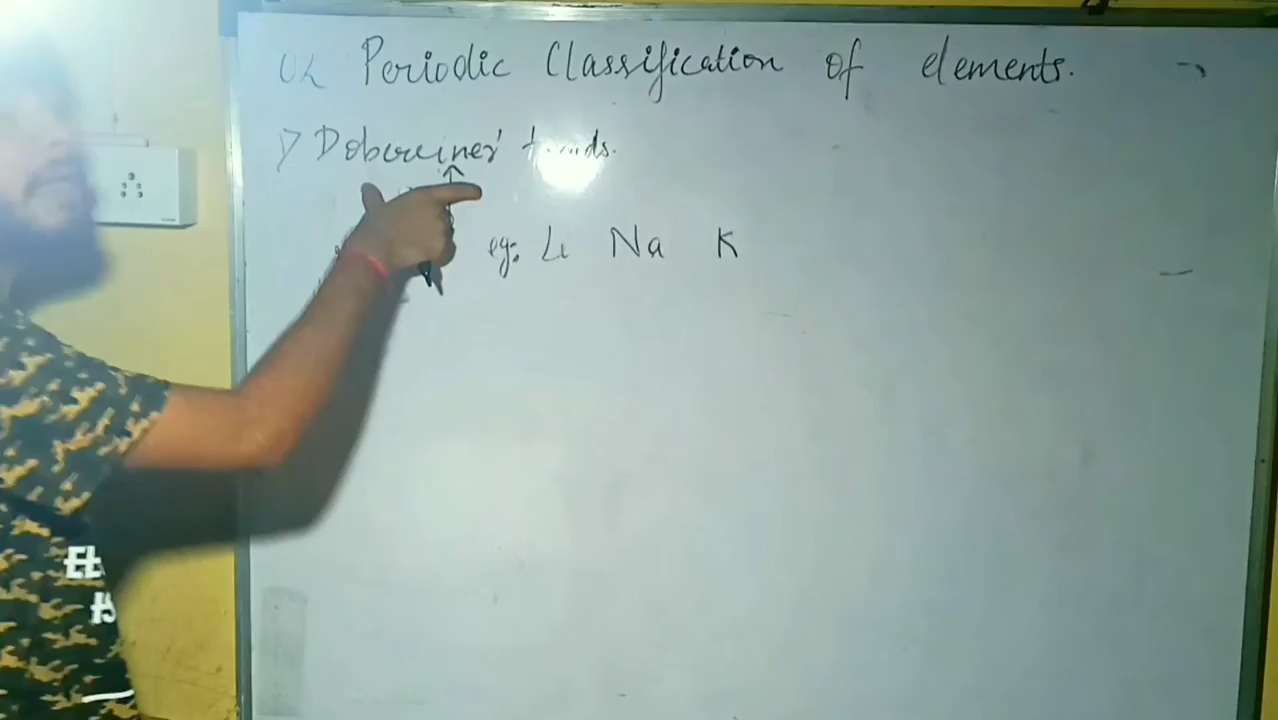 Periodic Classification of elements.
Dobereiner'
eg: Li Na K